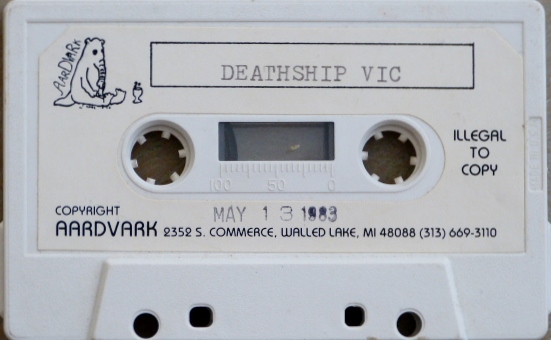 AARDVARK
DEATHSHIP VIC
ILLEGAL
TO
COPY
100 50 0
COPYRIGHT
MAY 13 1983
AARDVARK 2352 S. COMMERCE, WALLED LAKE, MI 48088 (313) 669-3110